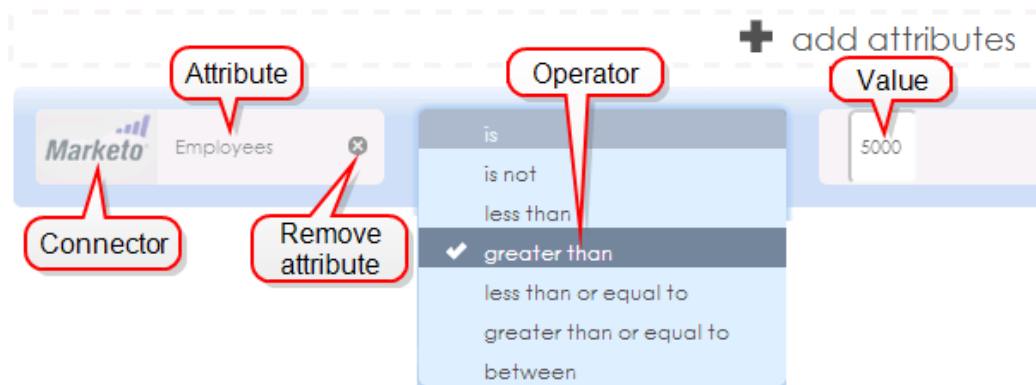 add attributes
Attribute
Operator
Value
Marketo
Employees
5000
is
is not
less than
greater than
less than or equal to
greater than or equal to
between
Connector
Remove
attribute